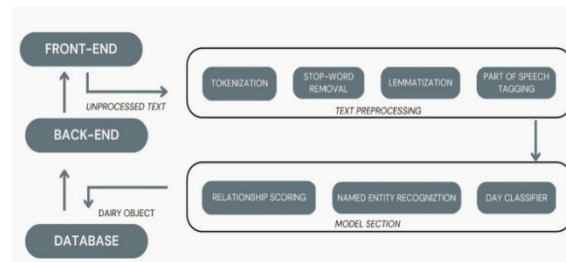 FRONT-END
UNPROCESSED TEXT
BACK-END
DAIRY OBJECT
DATABASE
TOKENIZATION
STOP-WORD
REMOVAL
LEMMATIZATION
PART OF SPEECH
TAGGING
TEXT PREPROCESSING
RELATIONSHIP SCORING
NAMED ENTITY RECOGNIZTION
DAY CLASSIFIER
MODEL SECTION